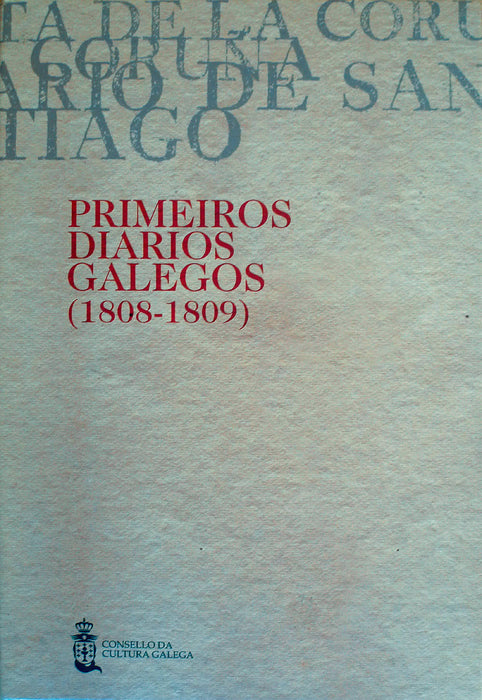 TA DE LA CORU
CORUÑA
ARIO DE SAN
TIAGO
PRIMEIROS
DIARIOS
GALEGOS
(1808-1809)
CONSELLO DA
CULTURA GALEGA